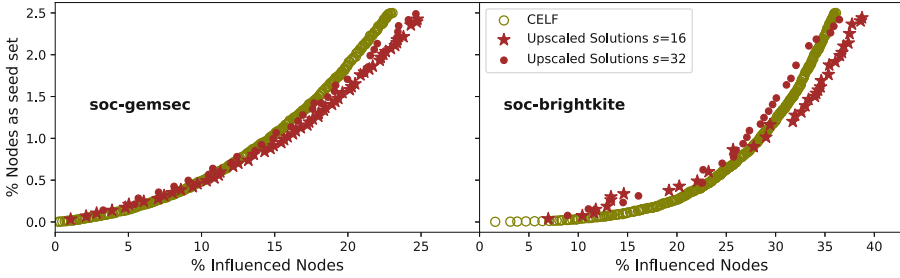 2.5
2.0
1.5
1.0
0.5
0.0
% Nodes as seed set
soc-gemsec
0 5 10 15 20 25
% Influenced Nodes
CELF
Upscaled Solutions s=16
Upscaled Solutions s=32
soc-brightkite
0 5 10 15 20 25 30 35 40
% Influenced Nodes